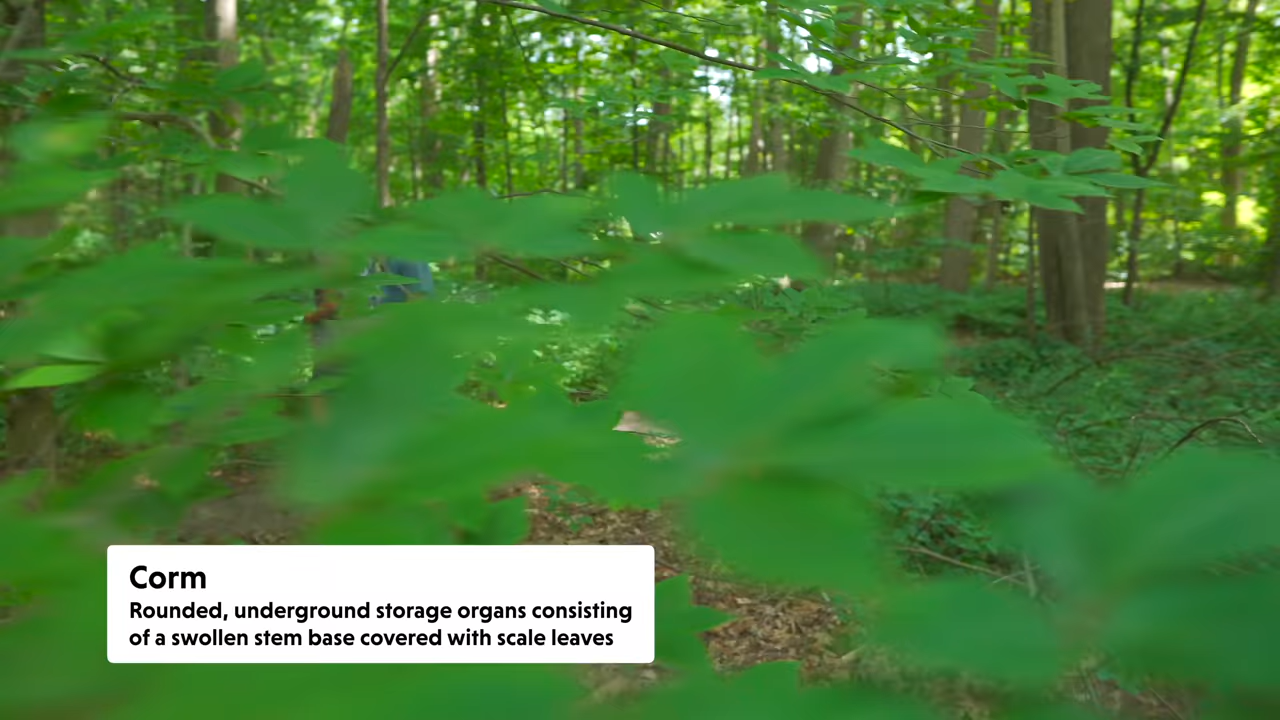 Corm
Rounded, underground storage organs consisting
of a swollen stem base covered with scale leaves